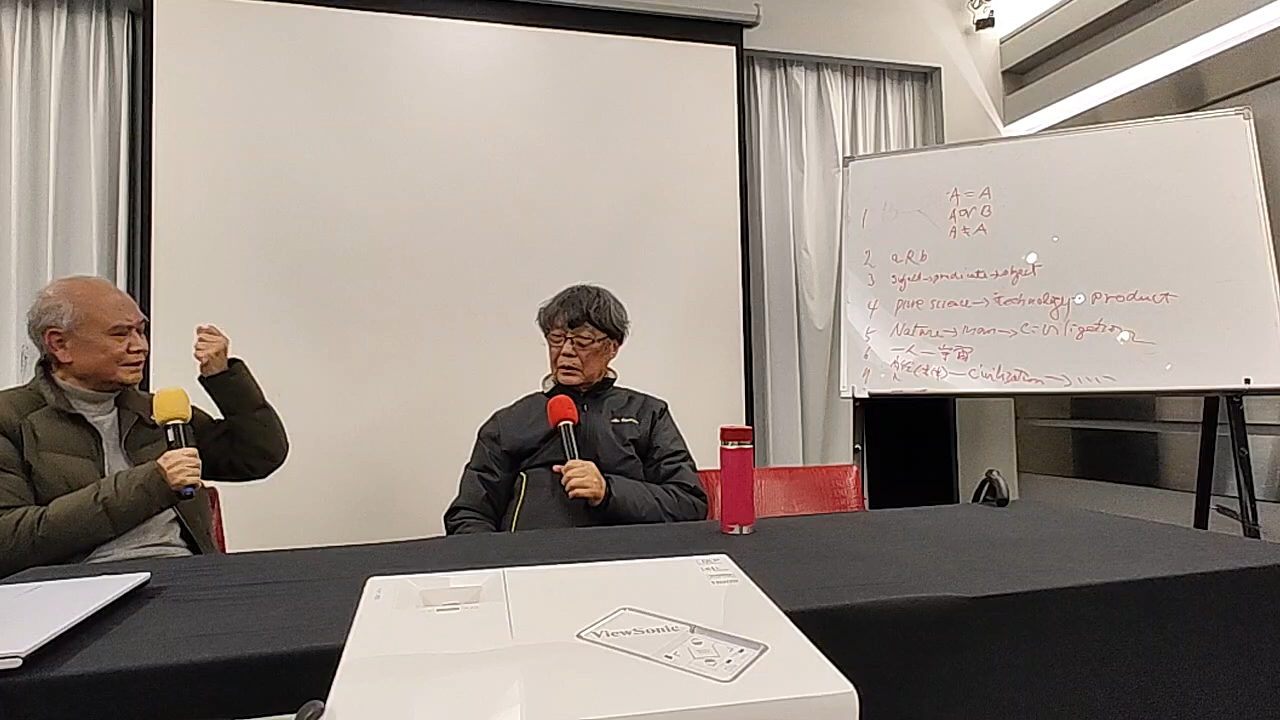 1
A = A
A or B
A ≠ A
2 aRb
3 subject→predicate→object
4 pure science→technology→product
5 Nature→man→Civilization
6 一人一宇宙
7 Civilization→....
ViewSonic